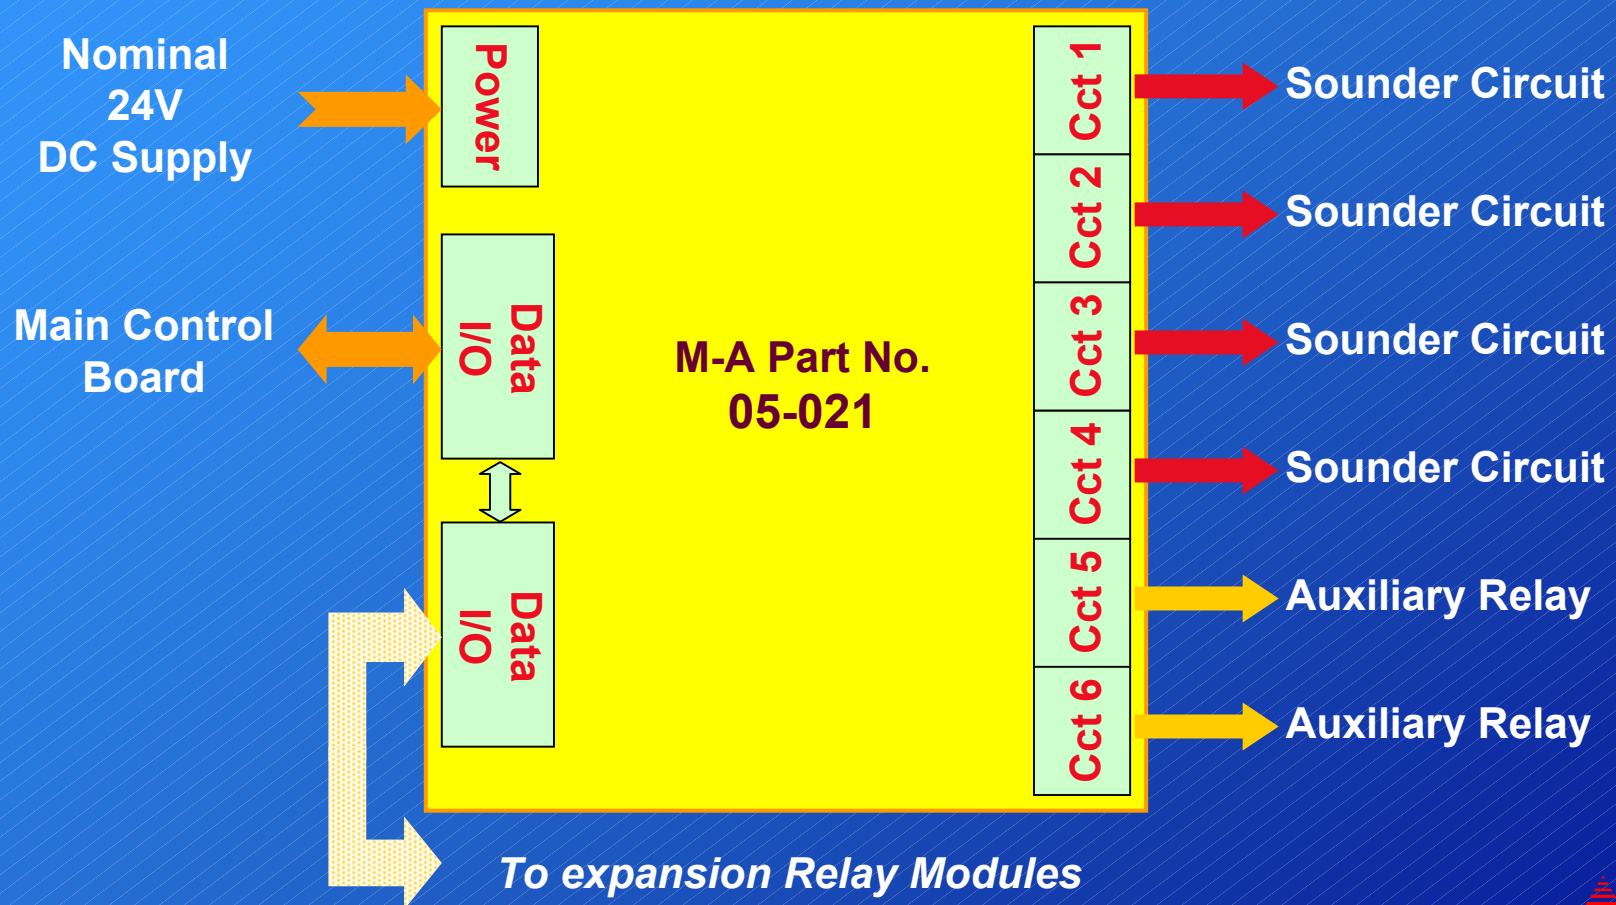 Nominal
24V
DC Supply
Main Control
Board
Power
Data
I/O
Data
I/O
M-A Part No.
05-021
Cct 1
Cct 2
Cct 3
Cct 4
Cct 5
Cct 6
Sounder Circuit
Sounder Circuit
Sounder Circuit
Sounder Circuit
Auxiliary Relay
Auxiliary Relay
To expansion Relay Modules